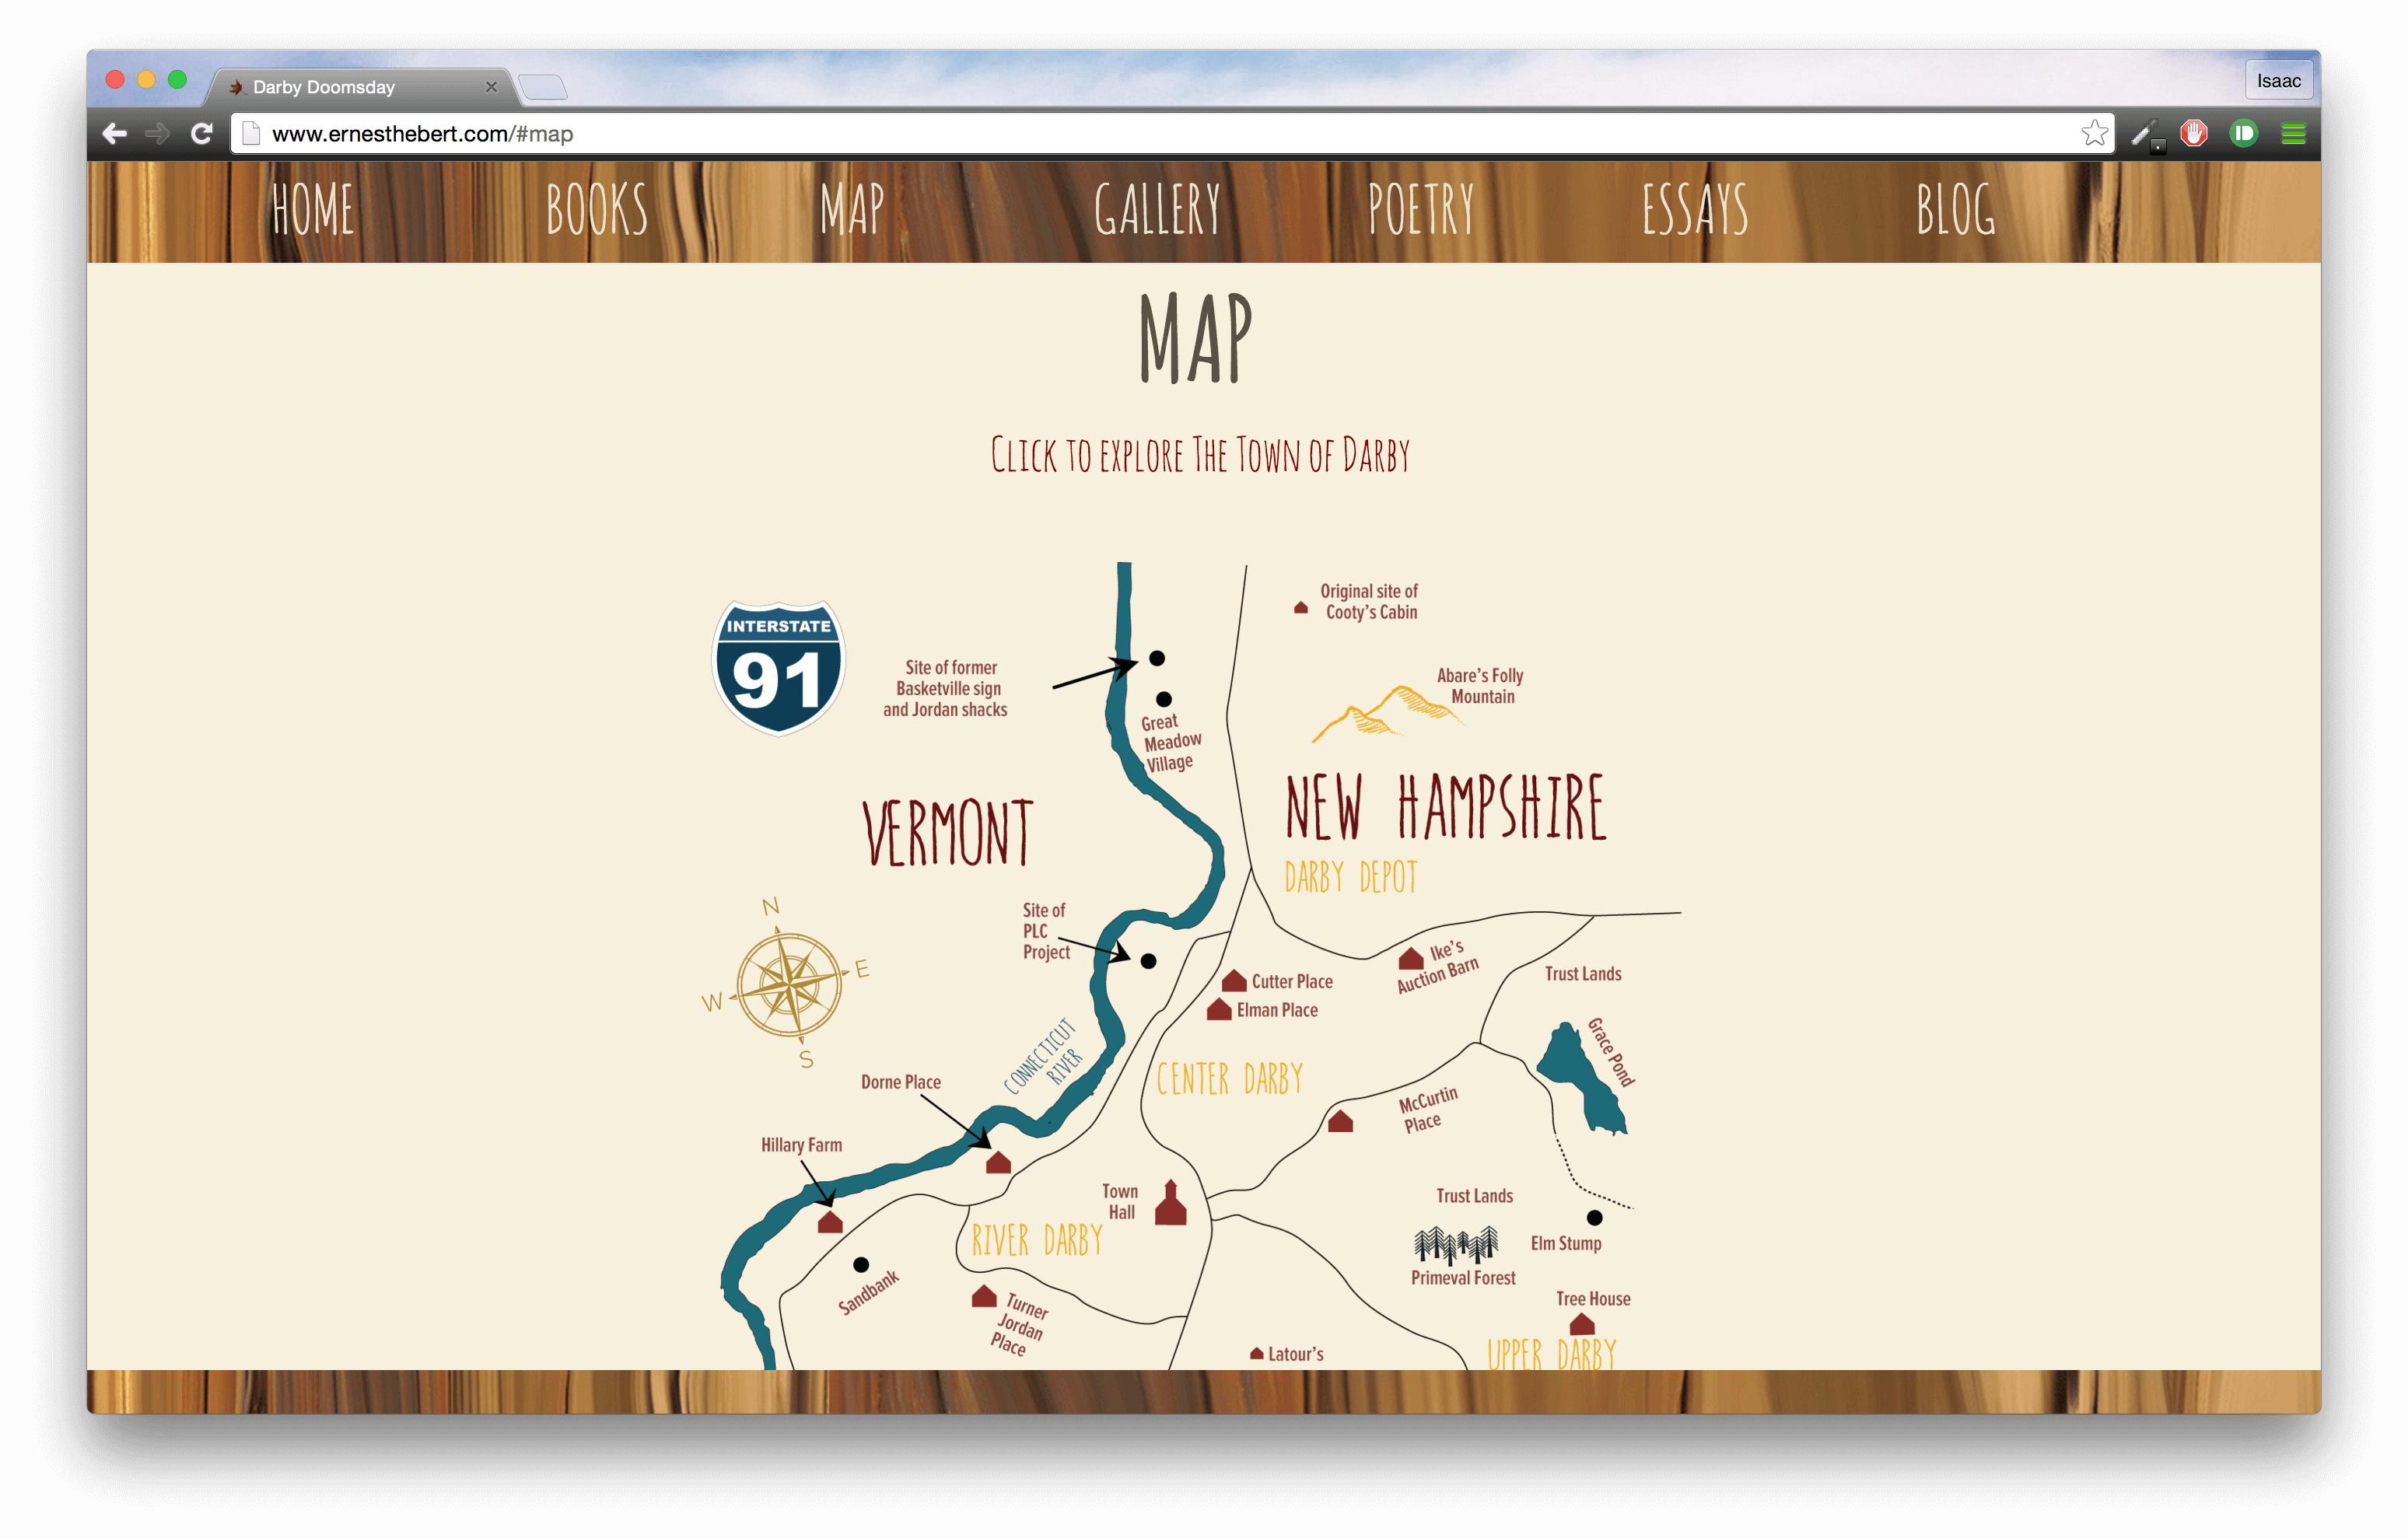 Darby Doomsday
Isaac
www.ernesthebert.com/#map
HOME
BOOKS
MAP
GALLERY
POETRY
ESSAYS
BLOG
MAP
CLICK TO EXPLORE THE TOWN OF DARBY
INTERSTATE
91
Site of former
Basketville sign
and Jordan shacks
Great
Meadow
Village
Original site of
Cooty's Cabin
Abare's Folly
Mountain
VERMONT
NEW HAMPSHIRE
DARBY DEPOT
N
E
W
S
Site of
PLC
Project
Cutter Place
Elman Place
Ike's
Auction Barn
Trust Lands
Grace Pond
CONNECTICUT
RIVER
CENTER DARBY
Dorne Place
McCurtin
Place
Hillary Farm
Town
Hall
Trust Lands
RIVER DARBY
Elm Stump
Primeval Forest
Sandbank
Turner
Jordan
Place
Tree House
Latour's
UPPER DARBY